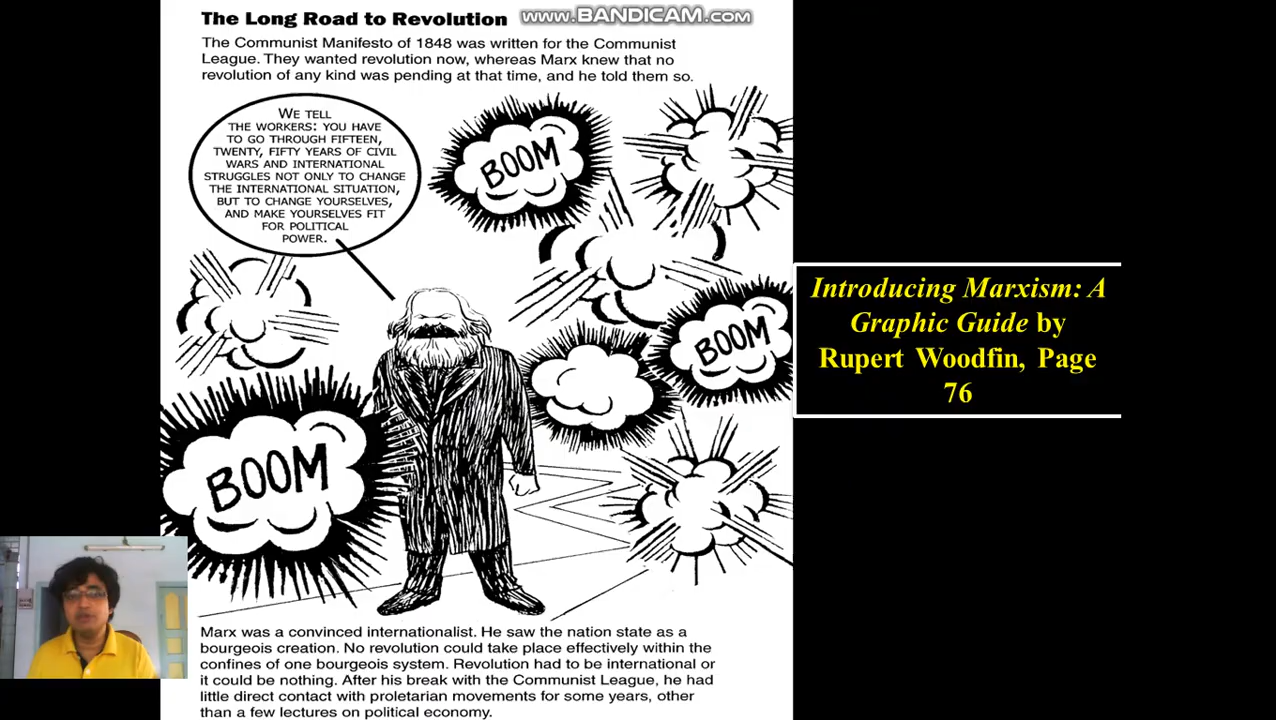 The Long Road to Revolution
www.BANDICAM.com
The Communist Manifesto of 1848 was written for the Communist
League. They wanted revolution now, whereas Marx knew that no
revolution of any kind was pending at that time, and he told them so.
WE TELL
THE WORKERS: YOU HAVE
TO GO THROUGH FIFTEEN,
TWENTY, FIFTY YEARS OF CIVIL
WARS AND INTERNATIONAL
STRUGGLES NOT ONLY TO CHANGE
THE INTERNATIONAL SITUATION,
BUT TO CHANGE YOURSELVES,
AND MAKE YOURSELVES FIT
FOR POLITICAL
POWER.
BOOM
BOOM
BOOM
Introducing Marxism: A
Graphic Guide by
Rupert Woodfin, Page
76
Marx was a convinced internationalist. He saw the nation state as a
bourgeois creation. No revolution could take place effectively within the
confines of one bourgeois system. Revolution had to be international or
it could be nothing. After his break with the Communist League, he had
little direct contact with proletarian movements for some years, other
than a few lectures on political economy.